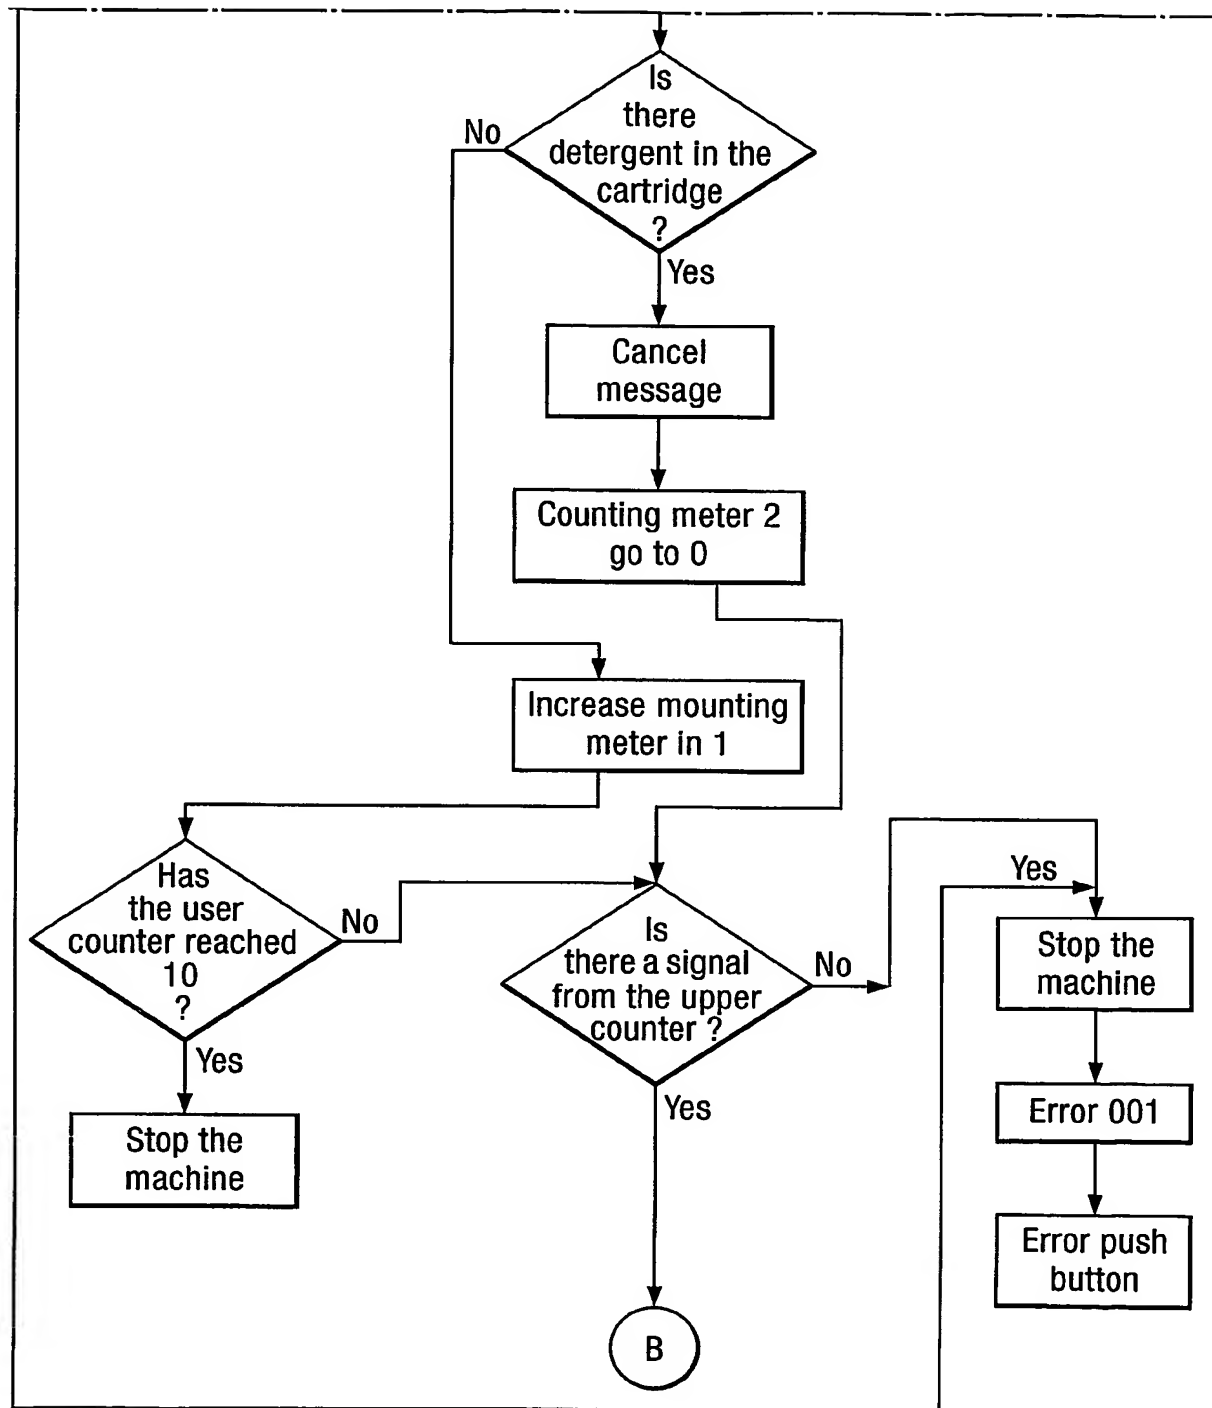 Is
there
detergent in the
cartridge
?
No
Yes
Cancel
message
Counting meter 2
go to 0
Increase mounting
meter in 1
Has
the user
counter reached
10
?
No
Yes
Stop the
machine
Is
there a signal
from the upper
counter ?
No
Yes
B
Yes
Stop the
machine
Error 001
Error push
button